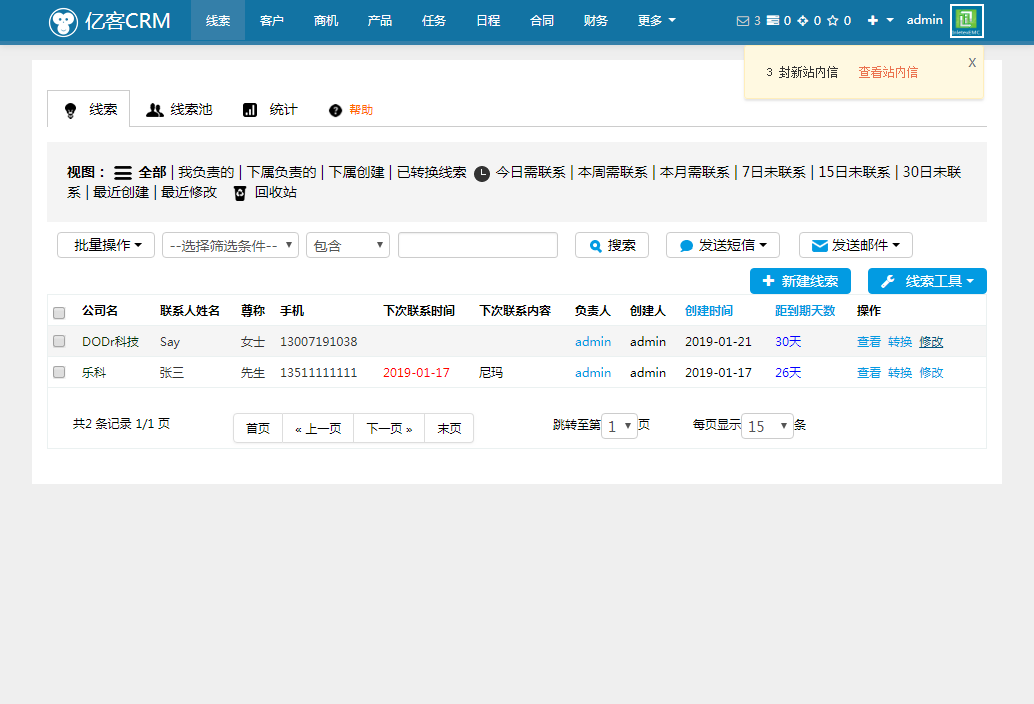 亿客CRM 线索 客户 商机 产品 任务 日程 合同 财务 更多 3 0 0 0 admin
3 封新站内信 查看站内信 X
线索 线索池 统计 帮助
视图： 全部 | 我负责的 | 下属负责的 | 下属创建 | 已转换线索 今日需联系 | 本周需联系 | 本月需联系 | 7日未联系 | 15日未联系 | 30日未联
系 | 最近创建 | 最近修改 回收站
批量操作 --选择筛选条件-- 包含 搜索 发送短信 发送邮件
新建线索 线索工具
公司名 联系人姓名 尊称 手机 下次联系时间 下次联系内容 负责人 创建人 创建时间 距到期天数 操作
DODr科技 Say 女士 13007191038 admin admin 2019-01-21 30天 查看 转换 修改
乐科 张三 先生 13511111111 2019-01-17 尼玛 admin admin 2019-01-17 26天 查看 转换 修改
共2 条记录 1/1 页 首页 « 上一页 下一页 » 末页 跳转至第 1 页 每页显示 15 条